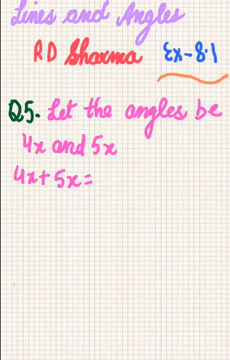 Lines and Angles
RD Sharma Ex-8.1
Q5. Let the angles be
4x and 5x
4x+5x=